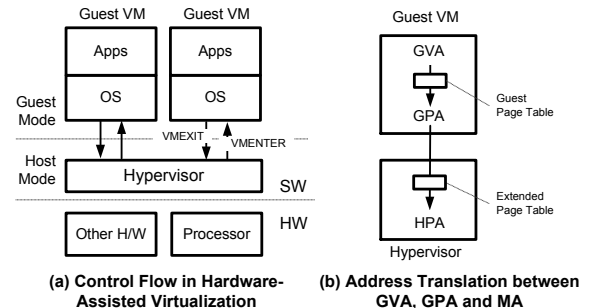 Guest VM
Guest VM
Apps
Apps
OS
OS
Guest
Mode
VMEXIT
VMENTER
Host
Mode
Hypervisor
SW
HW
Other H/W
Processor
(a) Control Flow in Hardware-
Assisted Virtualization
Guest VM
GVA
Guest
Page Table
GPA
Extended
Page Table
HPA
Hypervisor
(b) Address Translation between
GVA, GPA and MA